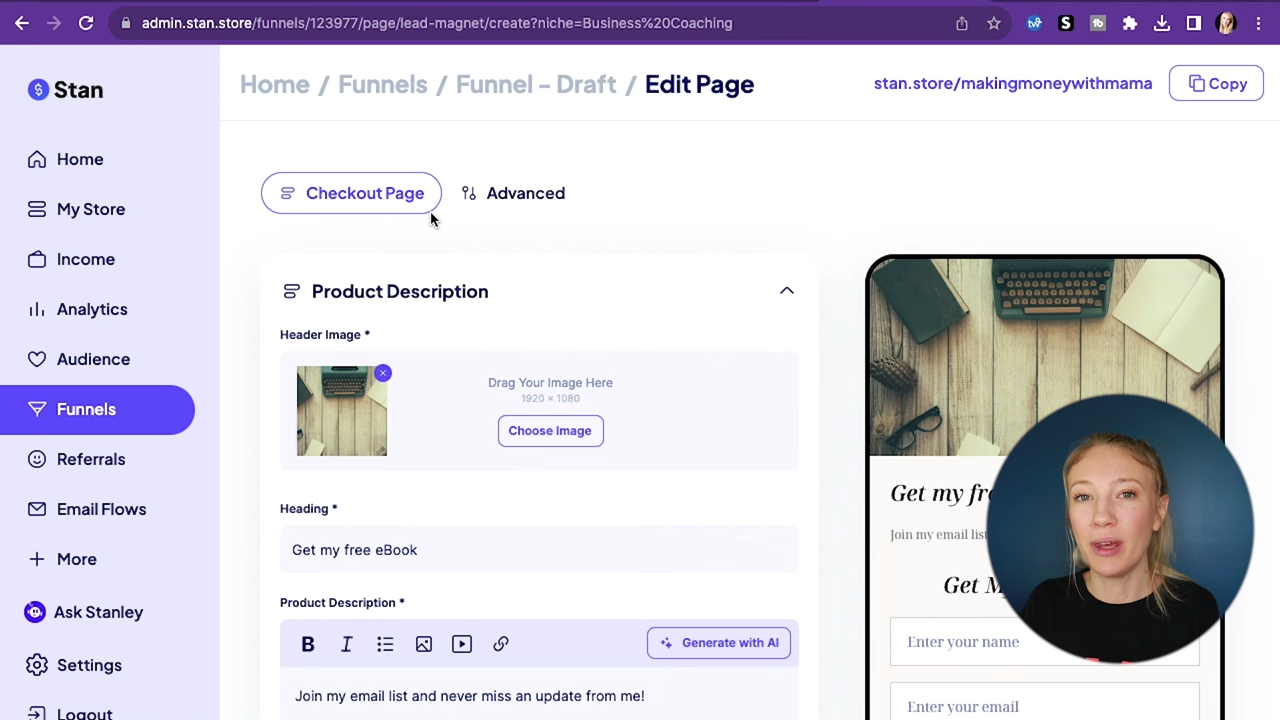 admin.stan.store/funnels/123977/page/lead-magnet/create?niche=Business%20Coaching
$ Stan
Home / Funnels / Funnel - Draft / Edit Page
stan.store/makingmoneywithmama
Copy
Home
My Store
Income
Analytics
Audience
Funnels
Referrals
Email Flows
More
Ask Stanley
Settings
Logout
Checkout Page
Advanced
Product Description
Header Image *
Drag Your Image Here
1920 × 1080
Choose Image
Heading *
Get my free eBook
Product Description *
B I
Generate with AI
Join my email list and never miss an update from me!
Get my
Join my email list
Get
Enter your name
Enter your email